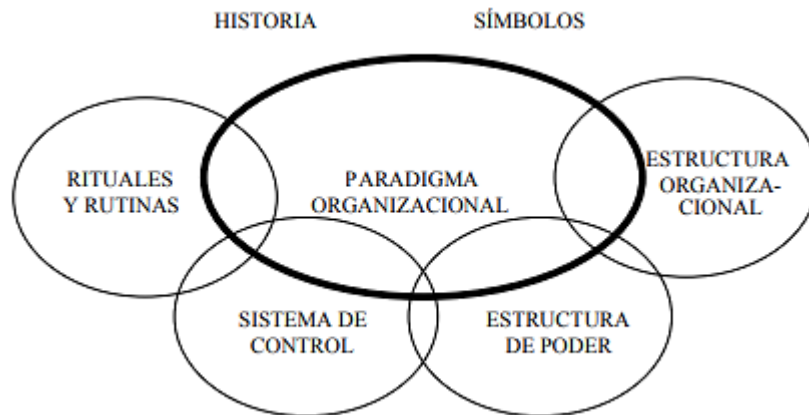 HISTORIA
SÍMBOLOS
RITUALES
Y RUTINAS
PARADIGMA
ORGANIZACIONAL
ESTRUCTURA
ORGANIZA-
CIONAL
SISTEMA DE
CONTROL
ESTRUCTURA
DE PODER